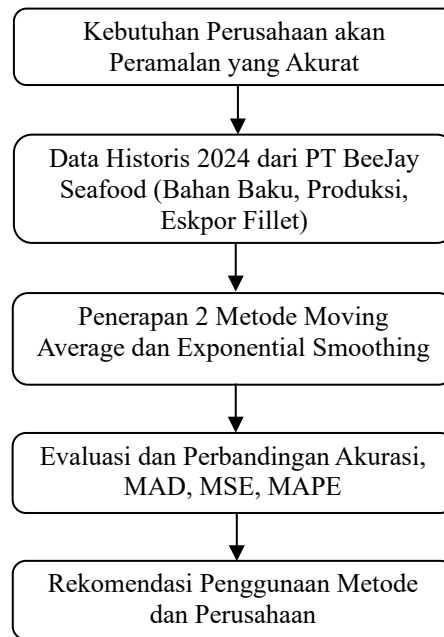 Kebutuhan Perusahaan akan
Peramalan yang Akurat
Data Historis 2024 dari PT BeeJay
Seafood (Bahan Baku, Produksi,
Eskpor Fillet)
Penerapan 2 Metode Moving
Average dan Exponential Smoothing
Evaluasi dan Perbandingan Akurasi,
MAD, MSE, MAPE
Rekomendasi Penggunaan Metode
dan Perusahaan